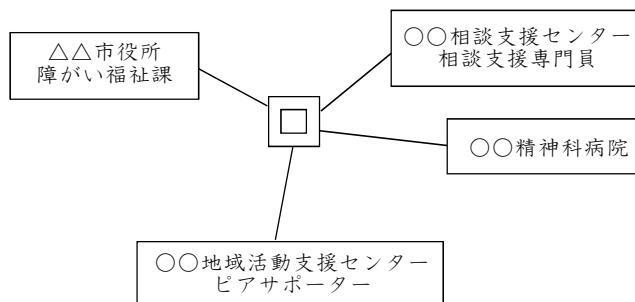 △△市役所
障がい福祉課
○○相談支援センター
相談支援専門員
○○精神科病院
○○地域活動支援センター
ピアサポーター